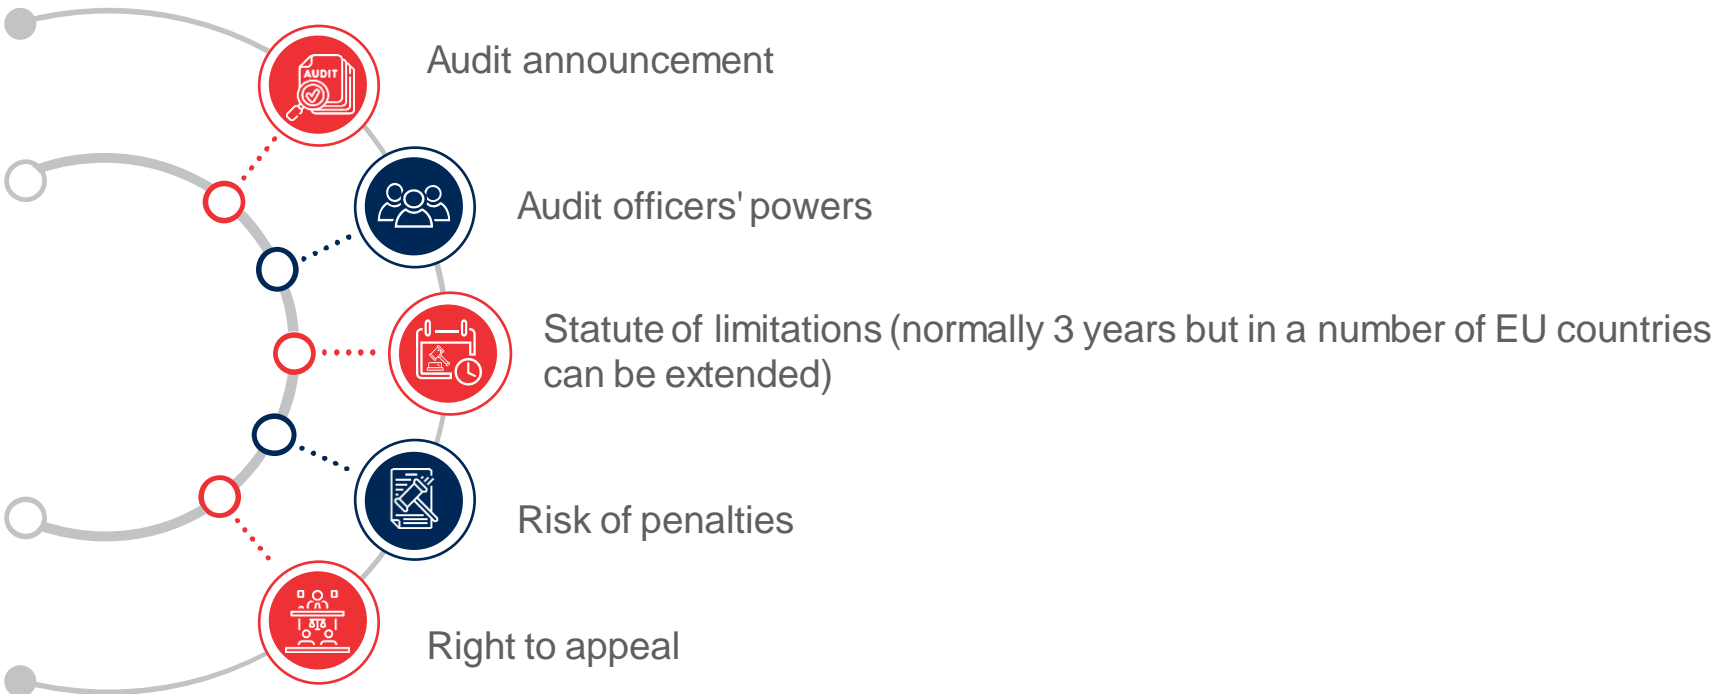 AUDIT
Audit announcement
Audit officers' powers
Statute of limitations (normally 3 years but in a number of EU countries
can be extended)
Risk of penalties
Right to appeal